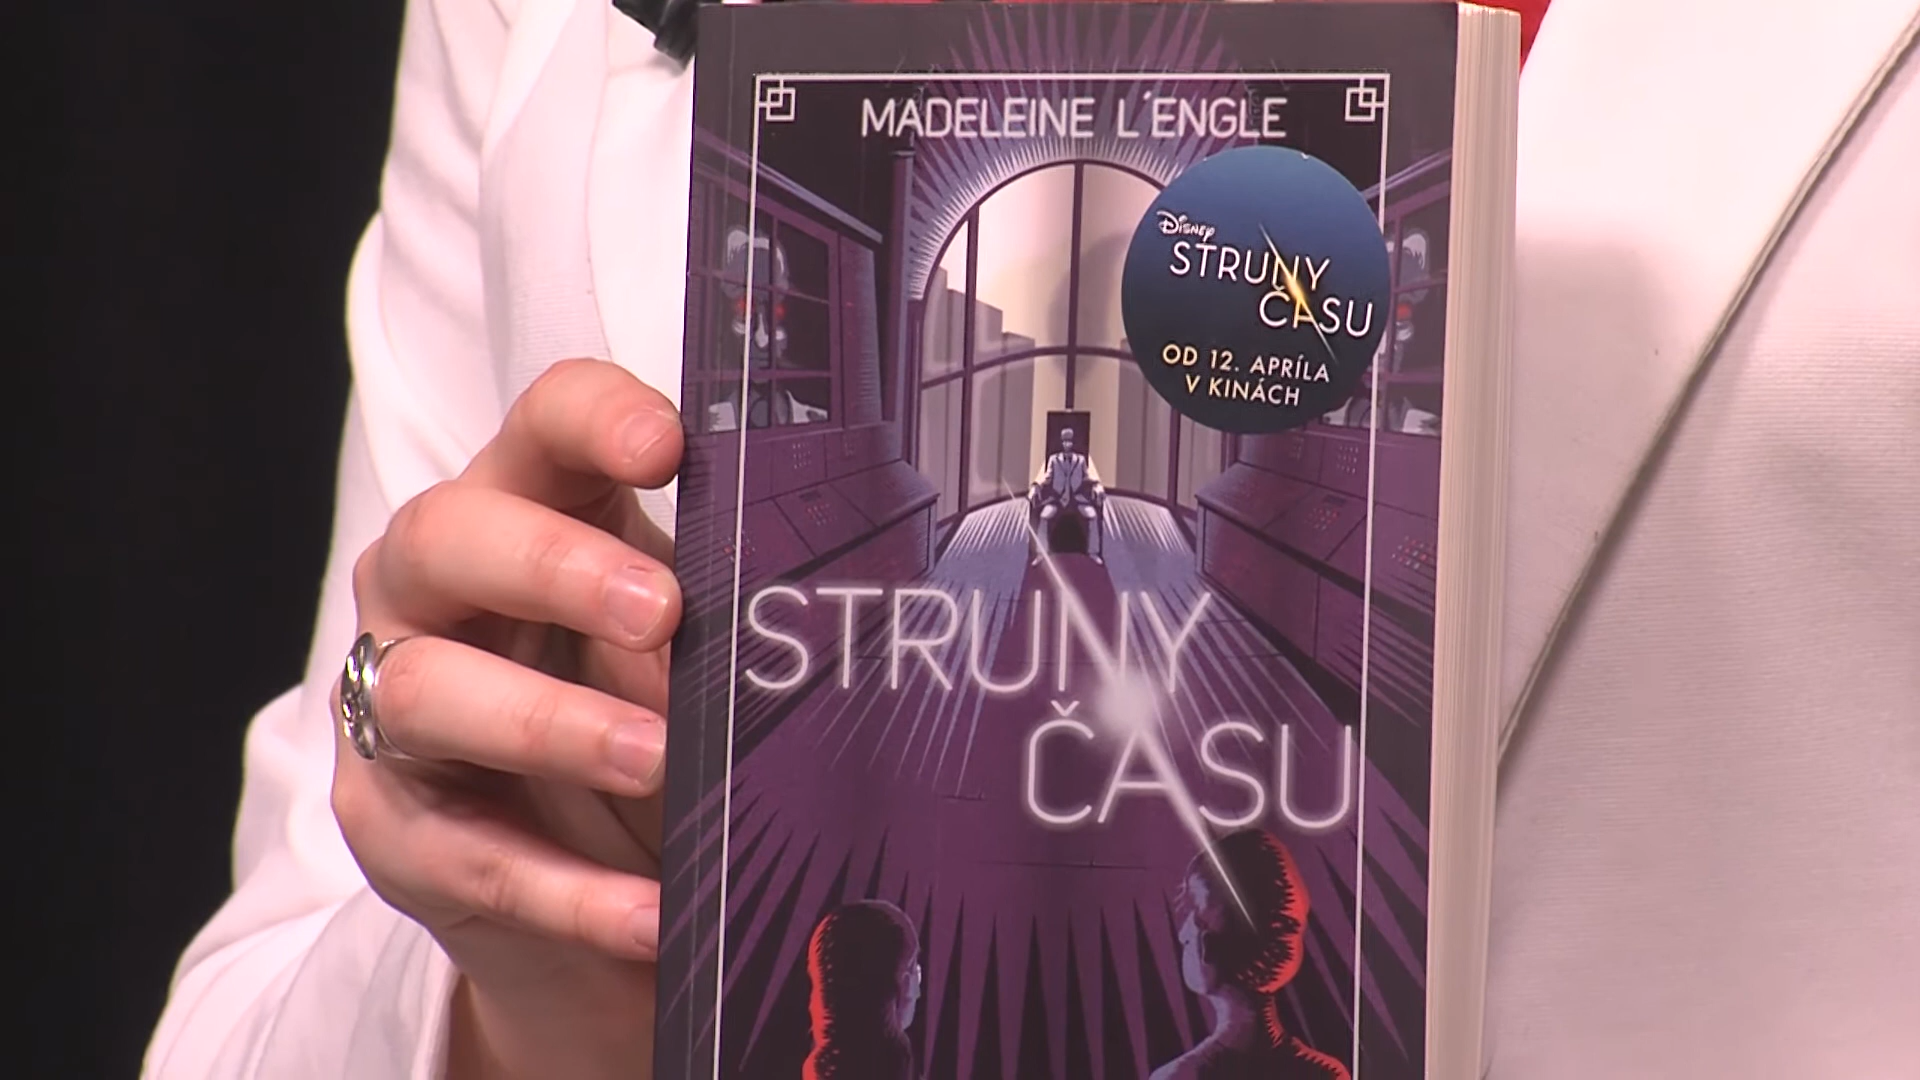 MADELEINE L´ENGLE
Disney
STRUNY
ČASU
OD 12. APRÍLA
V KINÁCH
STRUNY
ČASU